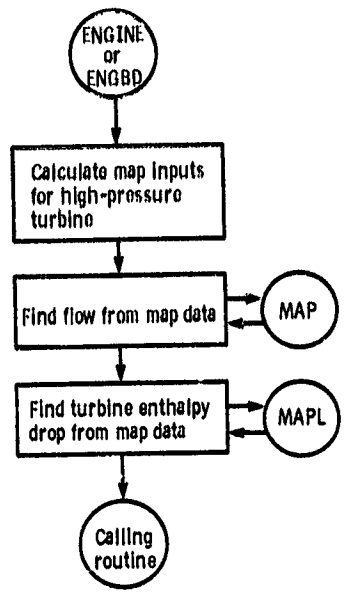 ENGINE
or
ENGBD
Calculate map inputs
for high-pressure
turbine
Find flow from map data
MAP
Find turbine enthalpy
drop from map data
MAPL
Calling
routine